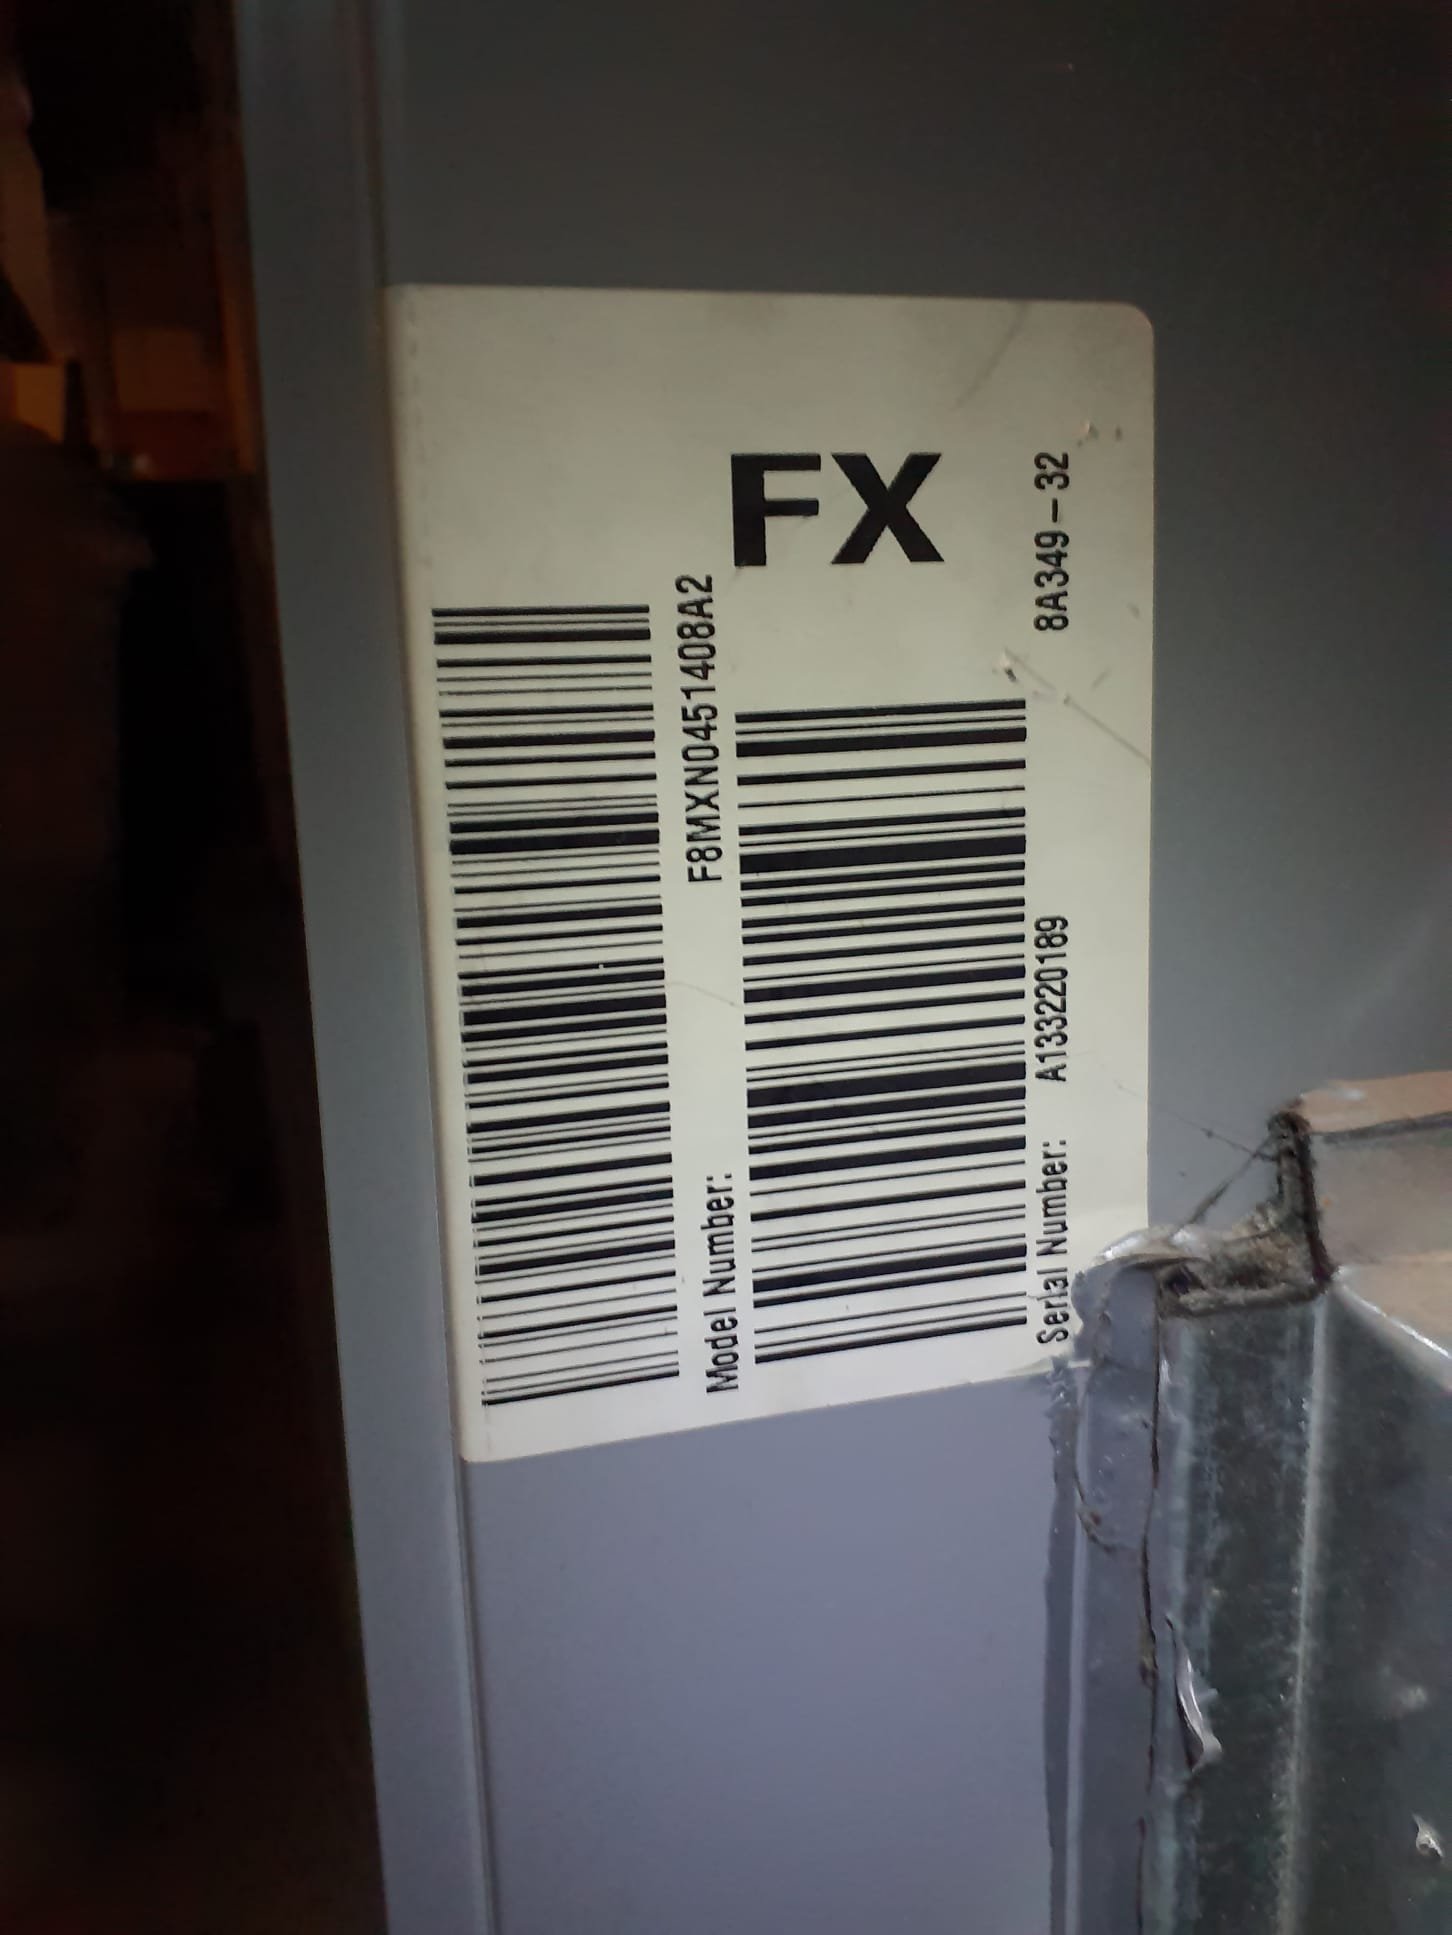 F8MXN0451408A2
Model Number:
FX
Serial Number: A133220189 8A349-32